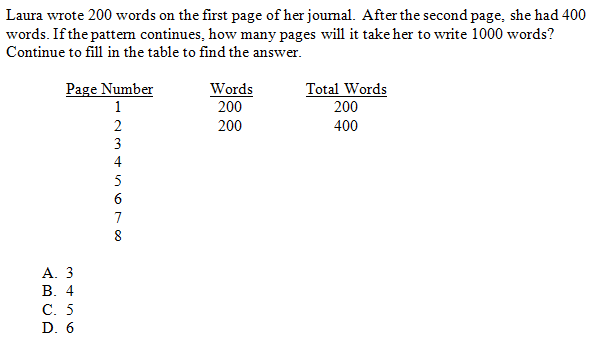 Laura wrote 200 words on the first page of her journal. After the second page, she had 400
words. If the pattern continues, how many pages will it take her to write 1000 words?
Continue to fill in the table to find the answer.
Page Number Words Total Words
1 200 200
2 200 400
3
4
5
6
7
8
A. 3
B. 4
C. 5
D. 6